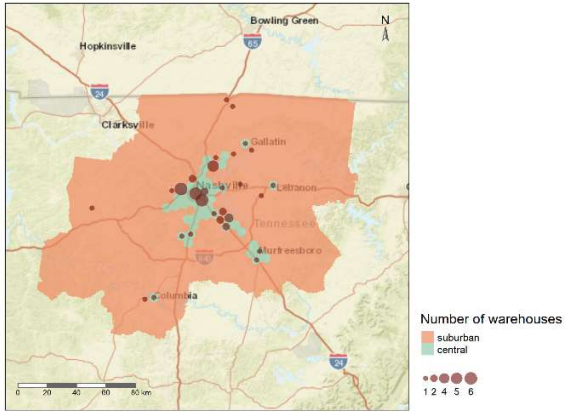 Bowling Green
N
Hopkinsville
65
24
Clarksville
Gallatin
Nashville
Lebanon
Tennessee
Murfreesboro
Columbia
24
0 20 40 60 80 km
Number of warehouses
suburban
central
1 2 4 5 6